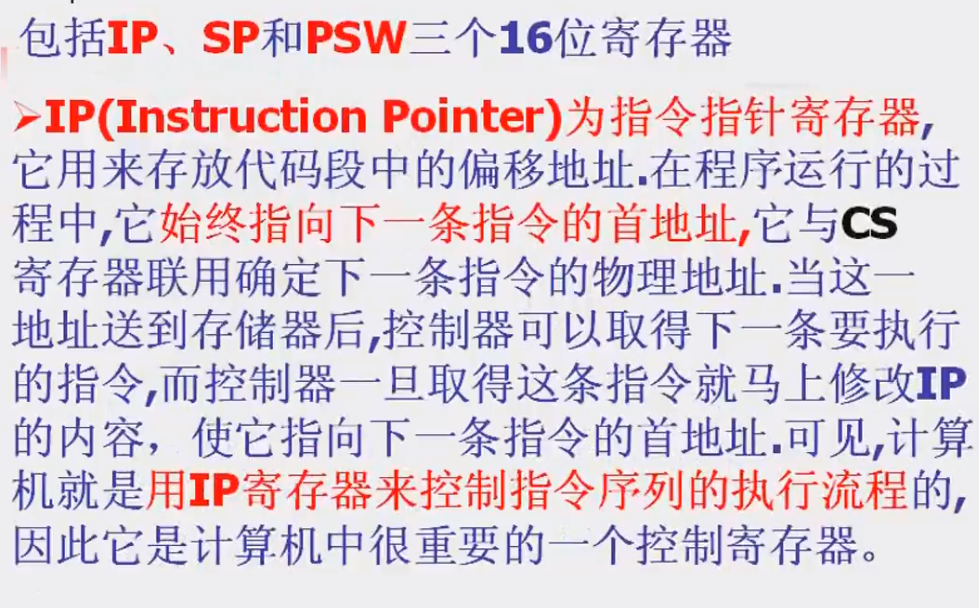 包括IP、SP和PSW三个16位寄存器
➢IP(Instruction Pointer)为指令指针寄存器,
它用来存放代码段中的偏移地址.在程序运行的过
程中,它始终指向下一条指令的首地址,它与CS
寄存器联用确定下一条指令的物理地址.当这一
地址送到存储器后,控制器可以取得下一条要执行
的指令,而控制器一旦取得这条指令就马上修改IP
的内容，使它指向下一条指令的首地址.可见,计算
机就是用IP寄存器来控制指令序列的执行流程的,
因此它是计算机中很重要的一个控制寄存器。